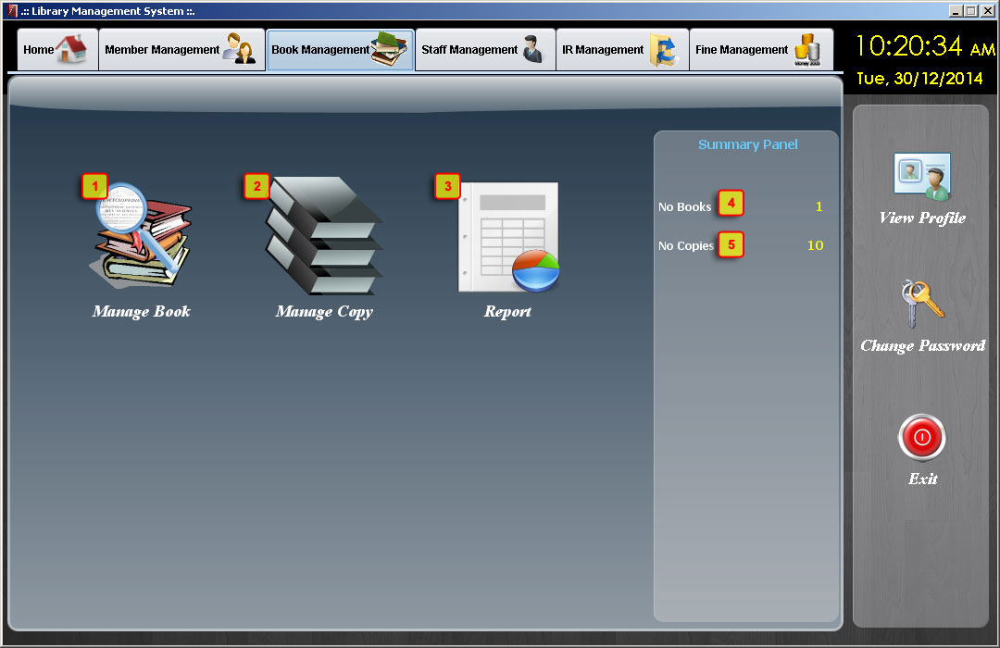 .:: Library Management System ::.
Home
Member Management
Book Management
Staff Management
IR Management
Fine Management
10:20:34 AM
Tue, 30/12/2014
Summary Panel
1
2
3
No Books 4 1
No Copies 5 10
Manage Book
Manage Copy
Report
View Profile
Change Password
Exit